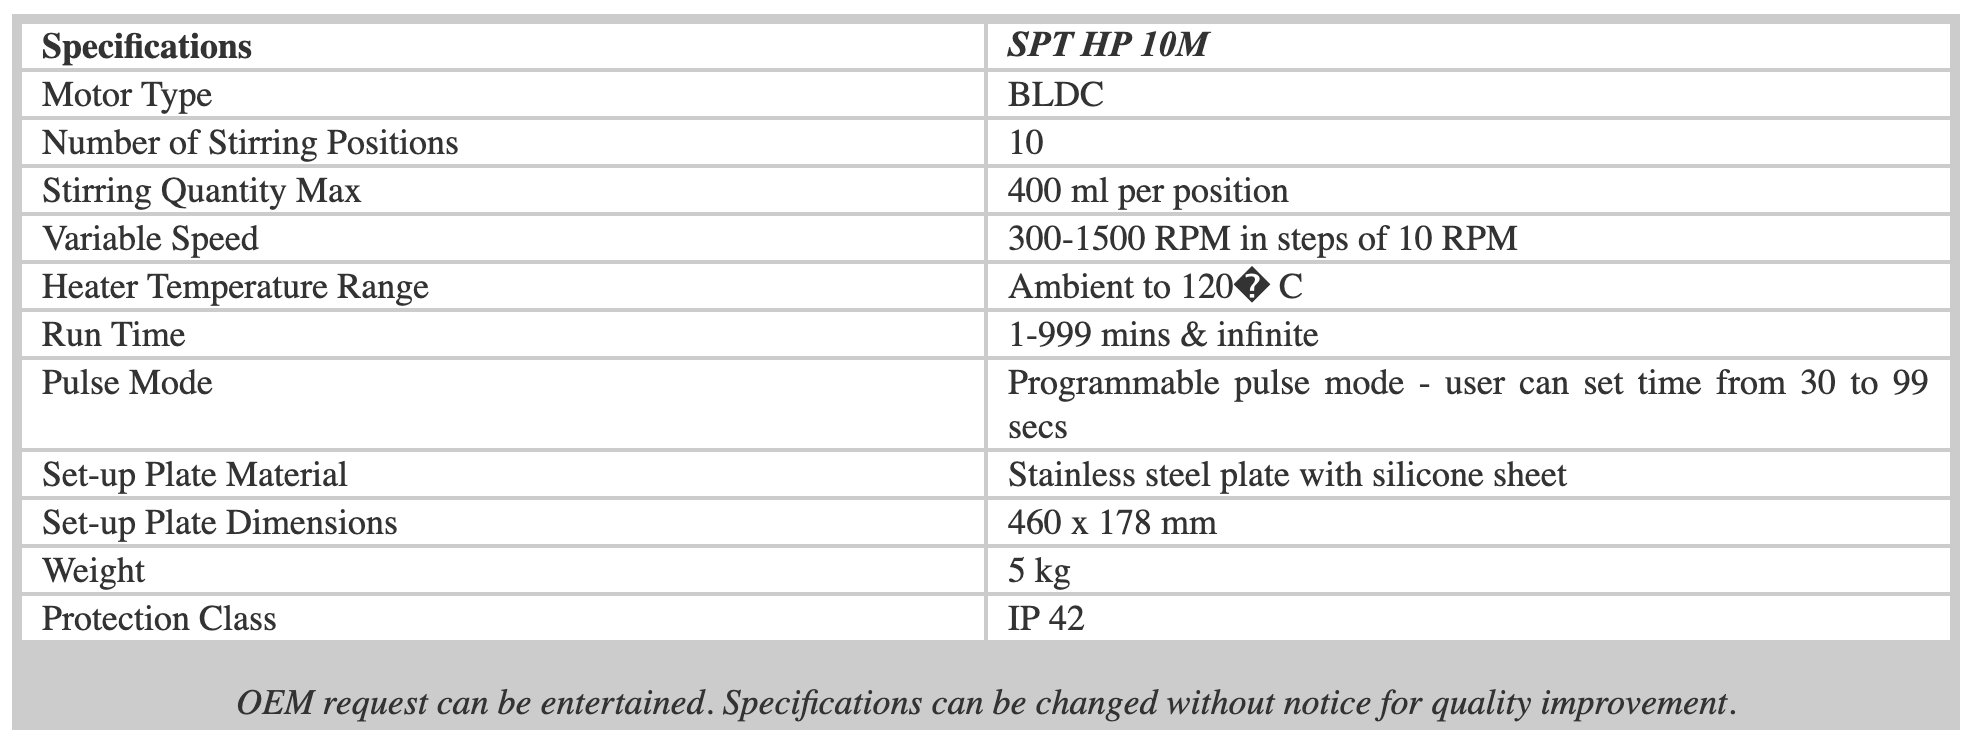 Specifications
SPT HP 10M
Motor Type
BLDC
Number of Stirring Positions
10
Stirring Quantity Max
400 ml per position
Variable Speed
300-1500 RPM in steps of 10 RPM
Heater Temperature Range
Ambient to 120� C
Run Time
1-999 mins & infinite
Pulse Mode
Programmable pulse mode - user can set time from 30 to 99
secs
Set-up Plate Material
Stainless steel plate with silicone sheet
Set-up Plate Dimensions
460 x 178 mm
Weight
5 kg
Protection Class
IP 42
OEM request can be entertained. Specifications can be changed without notice for quality improvement.